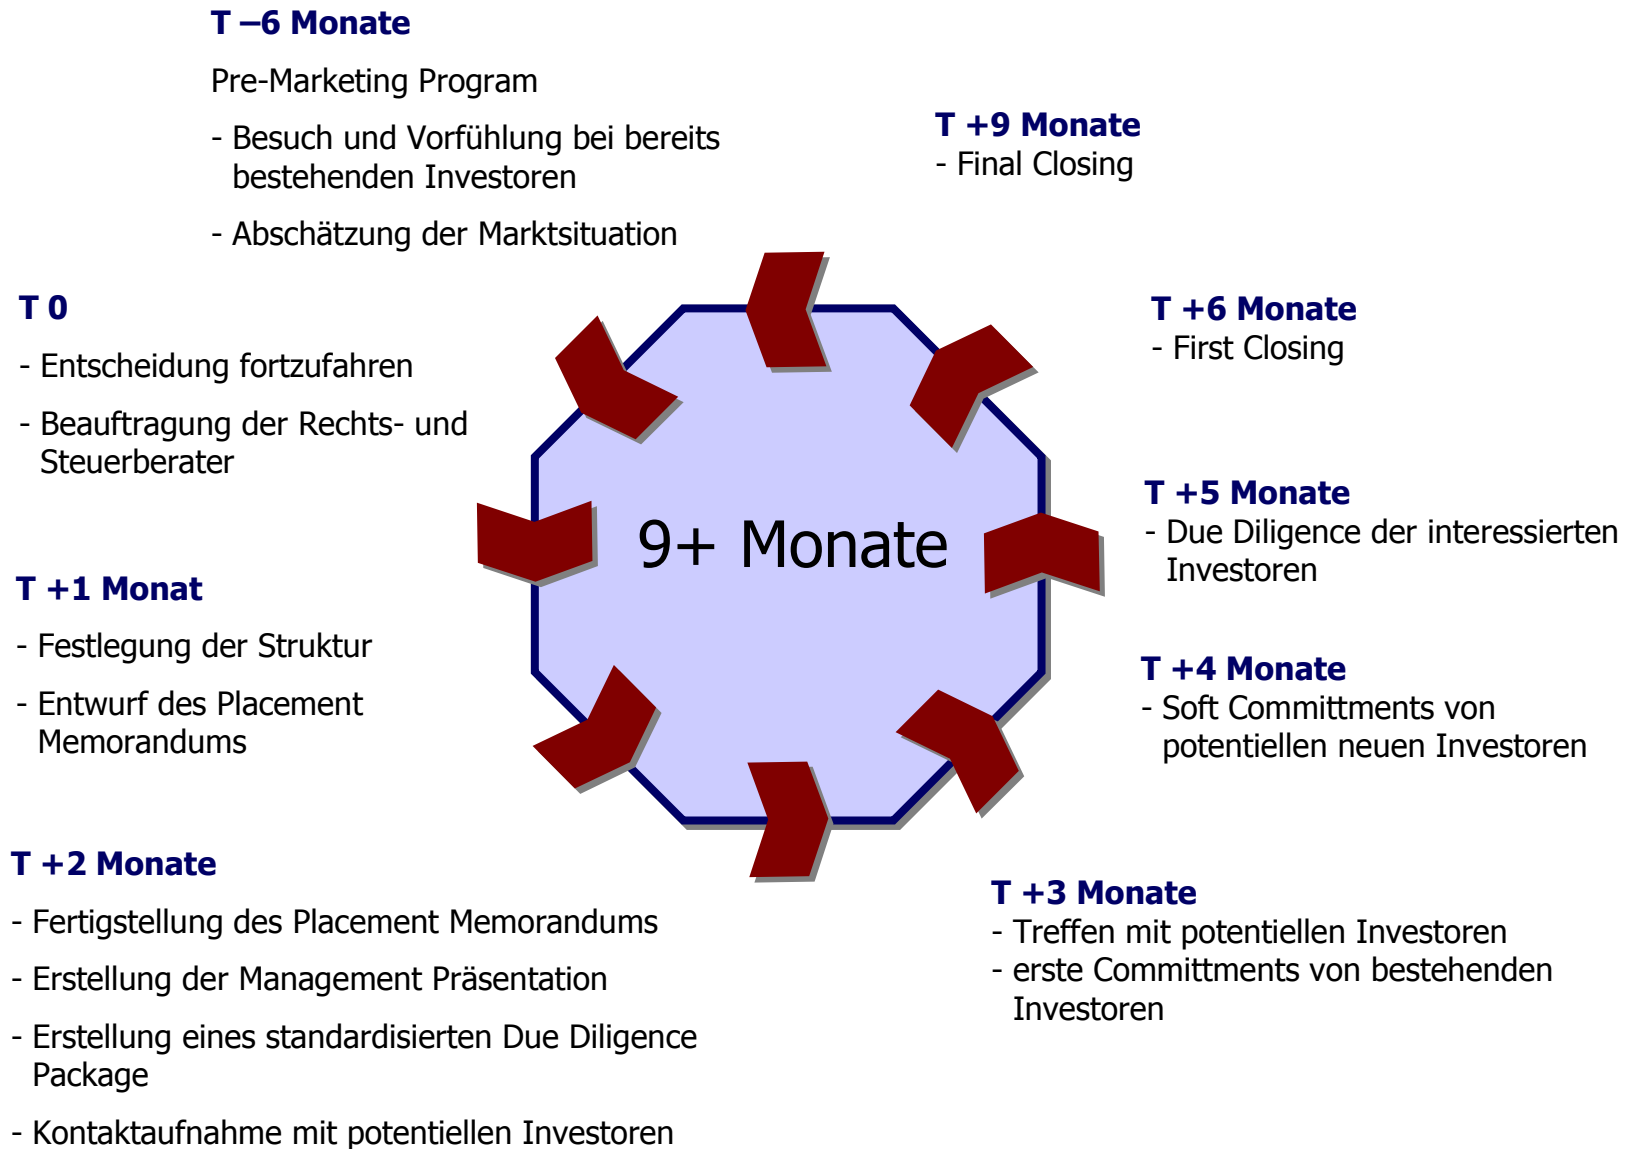 T –6 Monate
Pre-Marketing Program
- Besuch und Vorfühlung bei bereits
bestehenden Investoren
- Abschätzung der Marktsituation
T 0
- Entscheidung fortzufahren
- Beauftragung der Rechts- und
Steuerberater
T +1 Monat
- Festlegung der Struktur
- Entwurf des Placement
Memorandums
T +2 Monate
- Fertigstellung des Placement Memorandums
- Erstellung der Management Präsentation
- Erstellung eines standardisierten Due Diligence
Package
- Kontaktaufnahme mit potentiellen Investoren
T +3 Monate
- Treffen mit potentiellen Investoren
- erste Committments von bestehenden
Investoren
T +4 Monate
- Soft Committments von
potentiellen neuen Investoren
T +5 Monate
- Due Diligence der interessierten
Investoren
T +6 Monate
- First Closing
T +9 Monate
- Final Closing
9+ Monate